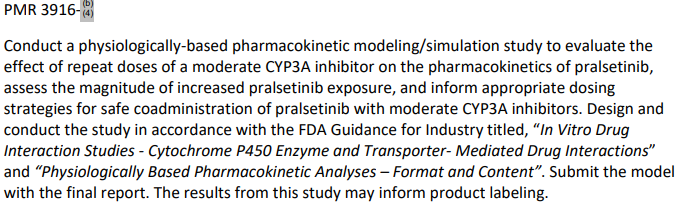 PMR 3916-(b) (4)
Conduct a physiologically-based pharmacokinetic modeling/simulation study to evaluate the
effect of repeat doses of a moderate CYP3A inhibitor on the pharmacokinetics of pralsetinib,
assess the magnitude of increased pralsetinib exposure, and inform appropriate dosing
strategies for safe coadministration of pralsetinib with moderate CYP3A inhibitors. Design and
conduct the study in accordance with the FDA Guidance for Industry titled, “In Vitro Drug
Interaction Studies - Cytochrome P450 Enzyme and Transporter- Mediated Drug Interactions”
and “Physiologically Based Pharmacokinetic Analyses – Format and Content”. Submit the model
with the final report. The results from this study may inform product labeling.